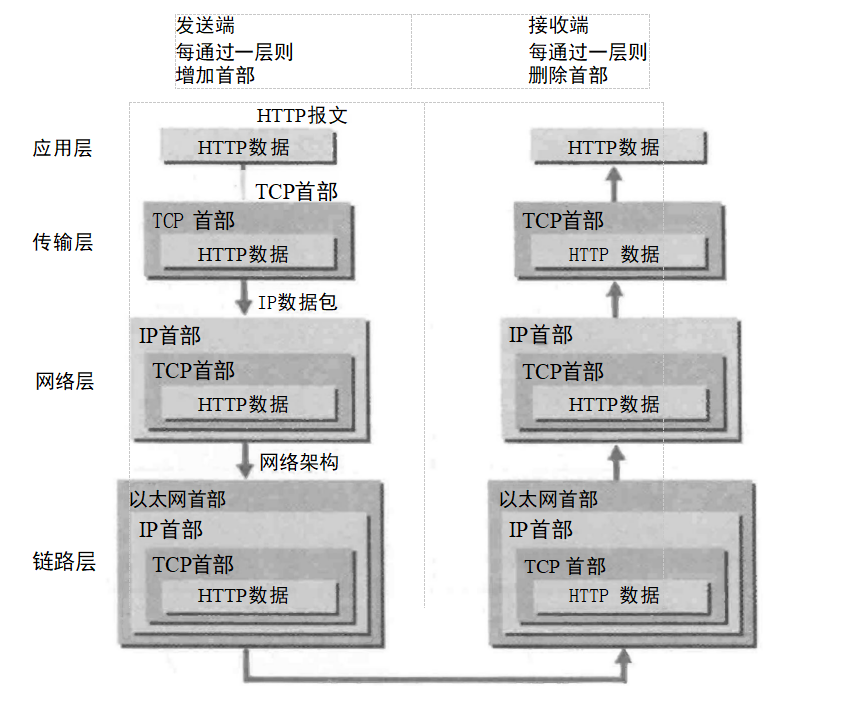 发送端
每通过一层则
增加首部
接收端
每通过一层则
删除首部
HTTP报文
应用层
HTTP数据
HTTP数据
TCP首部
传输层
TCP 首部
HTTP数据
TCP首部
HTTP 数据
IP数据包
网络层
IP首部
TCP首部
HTTP数据
IP首部
TCP首部
HTTP数据
网络架构
链路层
以太网首部
IP首部
TCP首部
HTTP数据
以太网首部
IP首部
TCP 首部
HTTP 数据